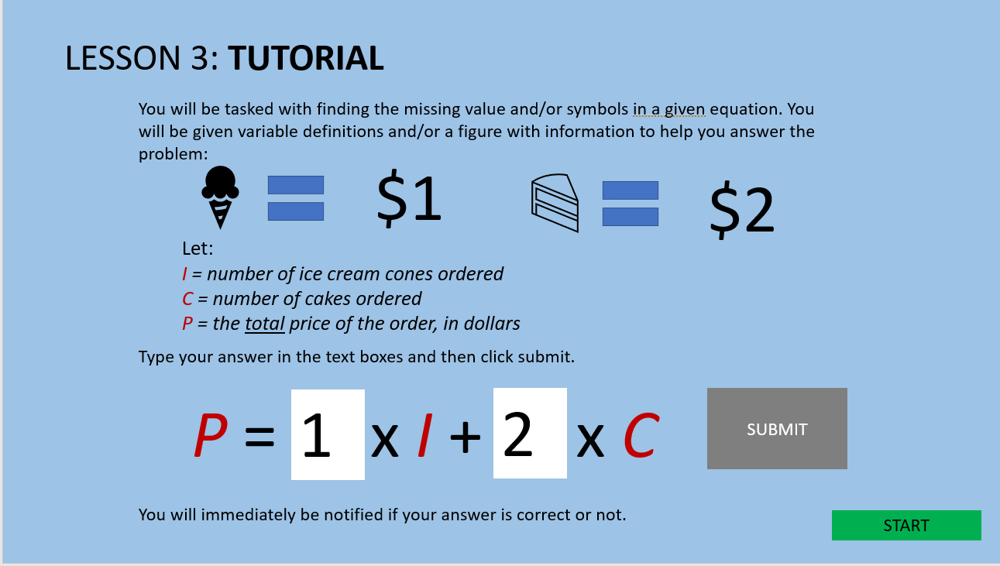 LESSON 3: TUTORIAL
You will be tasked with finding the missing value and/or symbols in a given equation. You
will be given variable definitions and/or a figure with information to help you answer the
problem:
$1 $2
Let:
I = number of ice cream cones ordered
C = number of cakes ordered
P = the total price of the order, in dollars
Type your answer in the text boxes and then click submit.
P = 1 x I + 2 x C
SUBMIT
You will immediately be notified if your answer is correct or not.
START